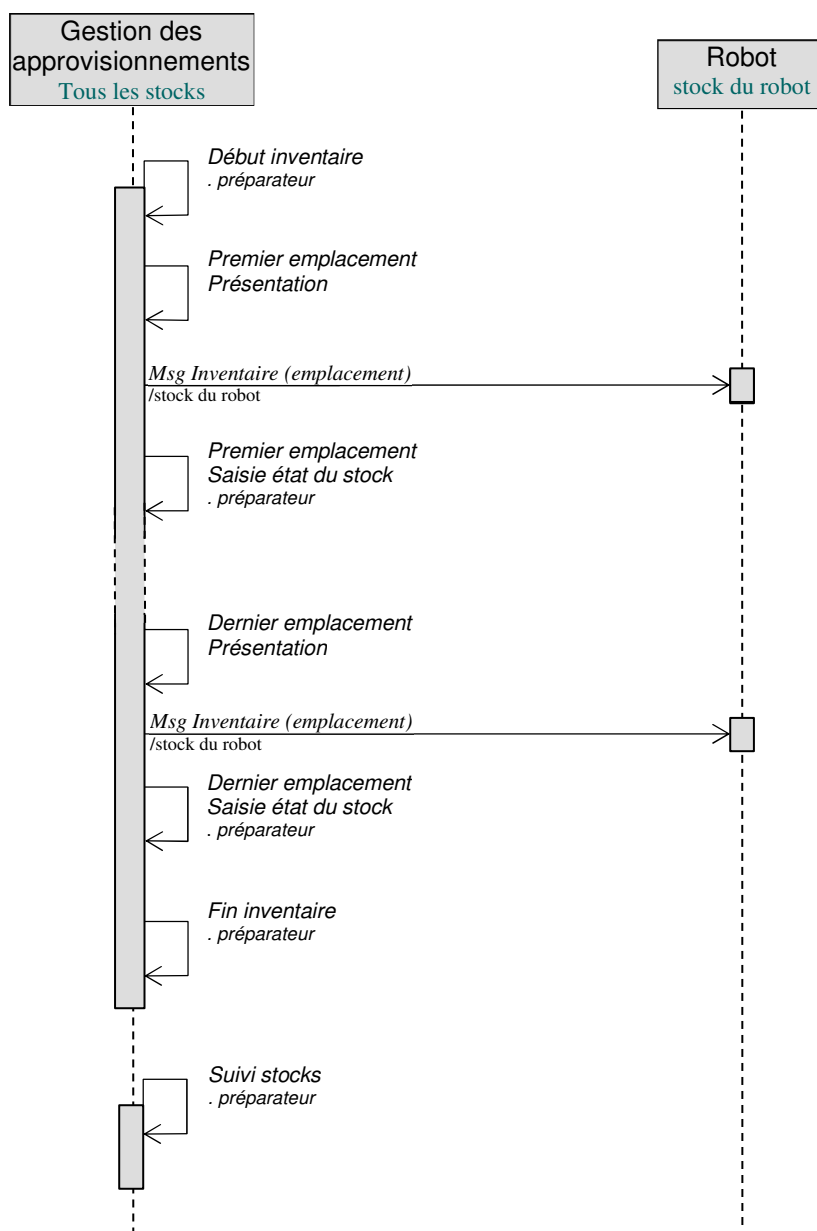 Gestion des
approvisionnements
Tous les stocks
Robot
stock du robot
Début inventaire
. préparateur
Premier emplacement
Présentation
Msg Inventaire (emplacement)
/stock du robot
Premier emplacement
Saisie état du stock
. préparateur
Dernier emplacement
Présentation
Msg Inventaire (emplacement)
/stock du robot
Dernier emplacement
Saisie état du stock
. préparateur
Fin inventaire
. préparateur
Suivi stocks
. préparateur